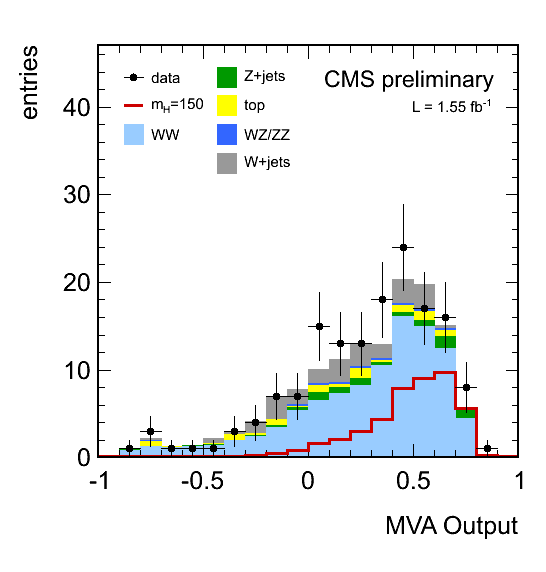 entries
CMS preliminary
L = 1.55 fb⁻¹
data
m_H=150
WW
Z+jets
top
WZ/ZZ
W+jets
40
30
20
10
0
-1
-0.5
0
0.5
1
MVA Output